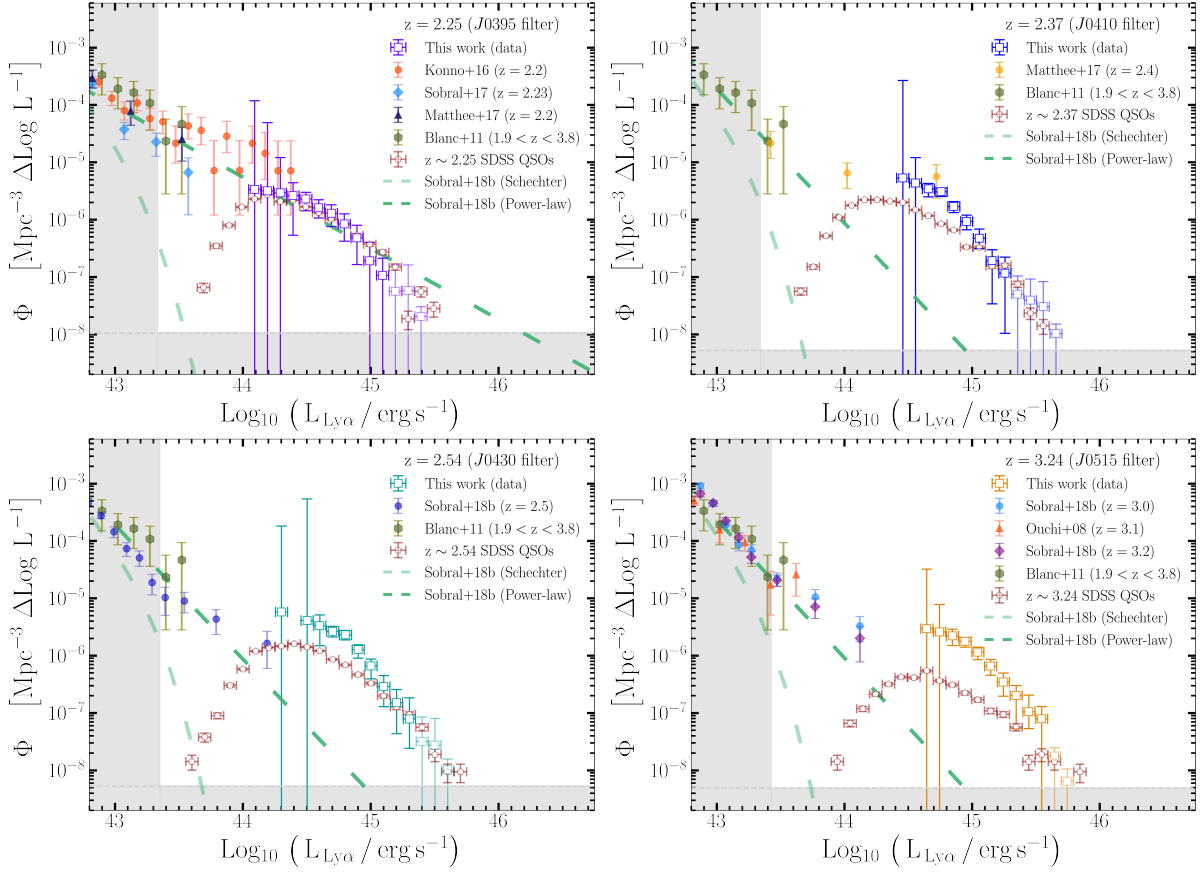 z = 2.25 (J0395 filter)
This work (data)
Konno+16 (z = 2.2)
Sobral+17 (z = 2.23)
Matthee+17 (z = 2.2)
Blanc+11 (1.9 < z < 3.8)
z ∼ 2.25 SDSS QSOs
Sobral+18b (Schechter)
Sobral+18b (Power-law)
10⁻³
10⁻⁴
10⁻⁵
10⁻⁶
10⁻⁷
10⁻⁸
Φ [Mpc⁻³ ΔLog L⁻¹]
43 44 45 46
Log₁₀ (L Lyα / erg s⁻¹)
z = 2.37 (J0410 filter)
This work (data)
Matthee+17 (z = 2.4)
Blanc+11 (1.9 < z < 3.8)
z ∼ 2.37 SDSS QSOs
Sobral+18b (Schechter)
Sobral+18b (Power-law)
10⁻³
10⁻⁴
10⁻⁵
10⁻⁶
10⁻⁷
10⁻⁸
Φ [Mpc⁻³ ΔLog L⁻¹]
43 44 45 46
Log₁₀ (L Lyα / erg s⁻¹)
z = 2.54 (J0430 filter)
This work (data)
Sobral+18b (z = 2.5)
Blanc+11 (1.9 < z < 3.8)
z ∼ 2.54 SDSS QSOs
Sobral+18b (Schechter)
Sobral+18b (Power-law)
10⁻³
10⁻⁴
10⁻⁵
10⁻⁶
10⁻⁷
10⁻⁸
Φ [Mpc⁻³ ΔLog L⁻¹]
43 44 45 46
Log₁₀ (L Lyα / erg s⁻¹)
z = 3.24 (J0515 filter)
This work (data)
Sobral+18b (z = 3.0)
Ouchi+08 (z = 3.1)
Sobral+18b (z = 3.2)
Blanc+11 (1.9 < z < 3.8)
z ∼ 3.24 SDSS QSOs
Sobral+18b (Schechter)
Sobral+18b (Power-law)
10⁻³
10⁻⁴
10⁻⁵
10⁻⁶
10⁻⁷
10⁻⁸
Φ [Mpc⁻³ ΔLog L⁻¹]
43 44 45 46
Log₁₀ (L Lyα / erg s⁻¹)